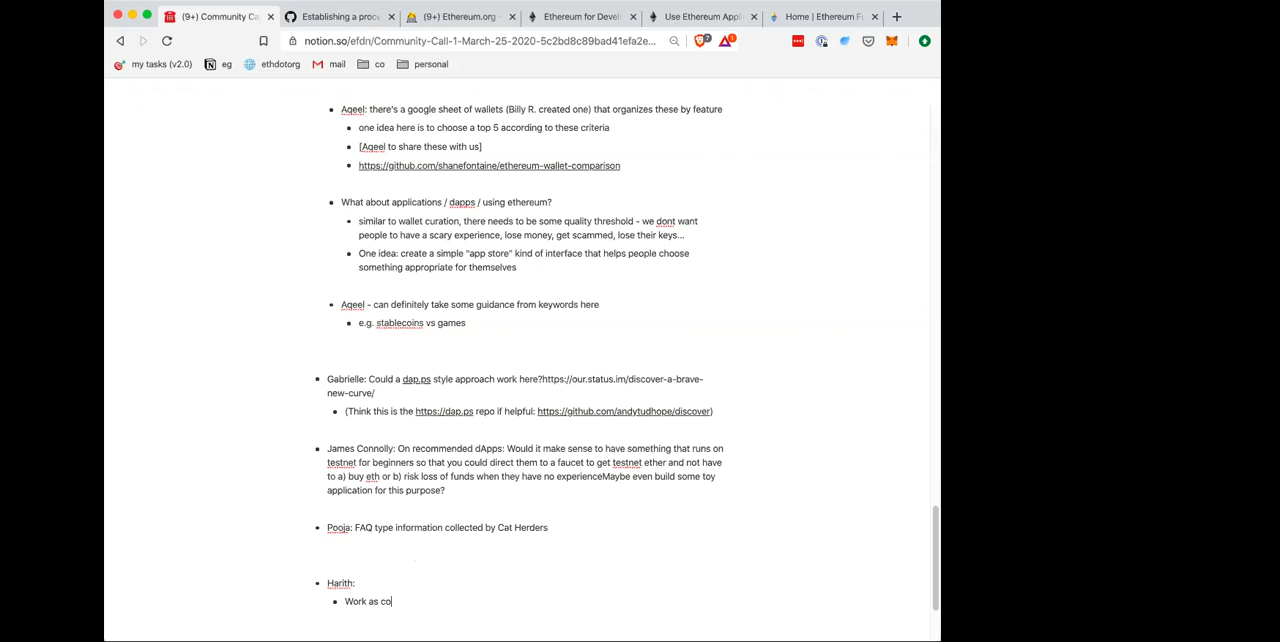 (9+) Community Ca
Establishing a proc
(9+) Ethereum.org
Ethereum for Devel
Use Ethereum Appl
Home | Ethereum Fo
notion.so/efdn/Community-Call-1-March-25-2020-5c2bd8c89bad41efa2e...
7
1
my tasks (v2.0)
eg
ethdotorg
mail
co
personal
• Aqeel: there's a google sheet of wallets (Billy R. created one) that organizes these by feature
• one idea here is to choose a top 5 according to these criteria
• [Aqeel to share these with us]
• https://github.com/shanefontaine/ethereum-wallet-comparison
• What about applications / dapps / using ethereum?
• similar to wallet curation, there needs to be some quality threshold - we dont want
people to have a scary experience, lose money, get scammed, lose their keys...
• One idea: create a simple "app store" kind of interface that helps people choose
something appropriate for themselves
• Aqeel - can definitely take some guidance from keywords here
• e.g. stablecoins vs games
• Gabrielle: Could a dap.ps style approach work here?https://our.status.im/discover-a-brave-
new-curve/
• (Think this is the https://dap.ps repo if helpful: https://github.com/andytudhope/discover)
• James Connolly: On recommended dApps: Would it make sense to have something that runs on
testnet for beginners so that you could direct them to a faucet to get testnet ether and not have
to a) buy eth or b) risk loss of funds when they have no experienceMaybe even build some toy
application for this purpose?
• Pooja: FAQ type information collected by Cat Herders
• Harith:
• Work as co